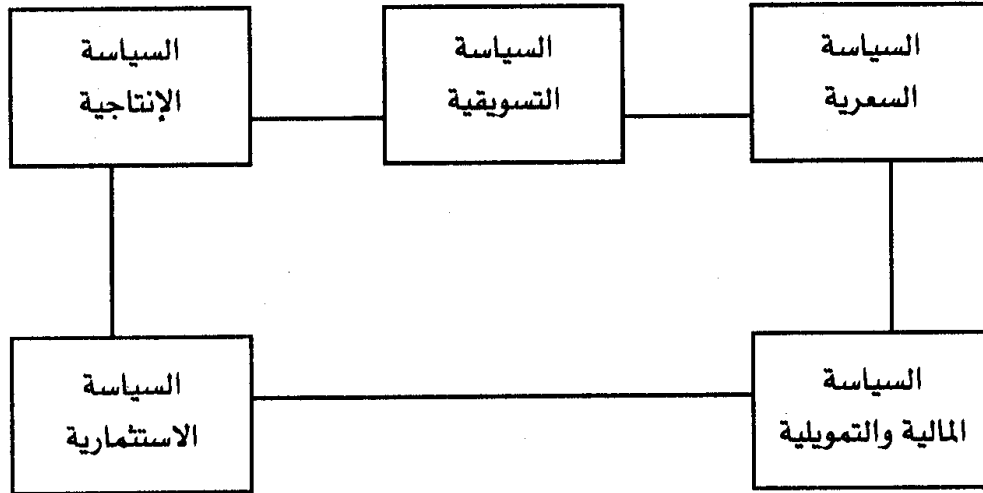 السياسة
السعرية
السياسة
التسويقية
السياسة
الإنتاجية
السياسة
المالية والتمويلية
السياسة
الاستثمارية